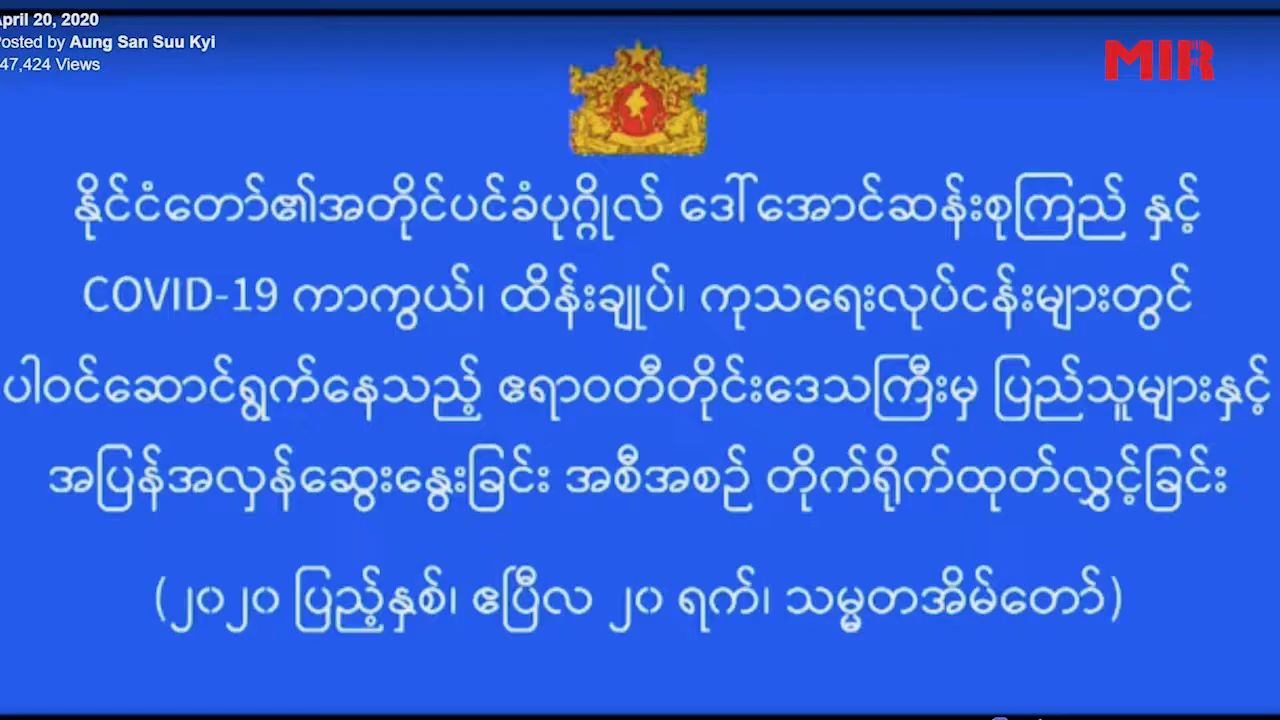 April 20, 2020
Posted by Aung San Suu Kyi
47,424 Views
MIR
နိုင်ငံတော်၏အတိုင်ပင်ခံပုဂ္ဂိုလ် ဒေါ်အောင်ဆန်းစုကြည် နှင့်
COVID-19 ကာကွယ်၊ ထိန်းချုပ်၊ ကုသရေးလုပ်ငန်းများတွင်
ပါဝင်ဆောင်ရွက်နေသည့် ဧရာဝတီတိုင်းဒေသကြီးမှ ပြည်သူများနှင့်
အပြန်အလှန်ဆွေးနွေးခြင်း အစီအစဉ် တိုက်ရိုက်ထုတ်လွှင့်ခြင်း
(၂၀၂၀ ပြည့်နှစ်၊ ဧပြီလ ၂၀ ရက်၊ သမ္မတအိမ်တော်)